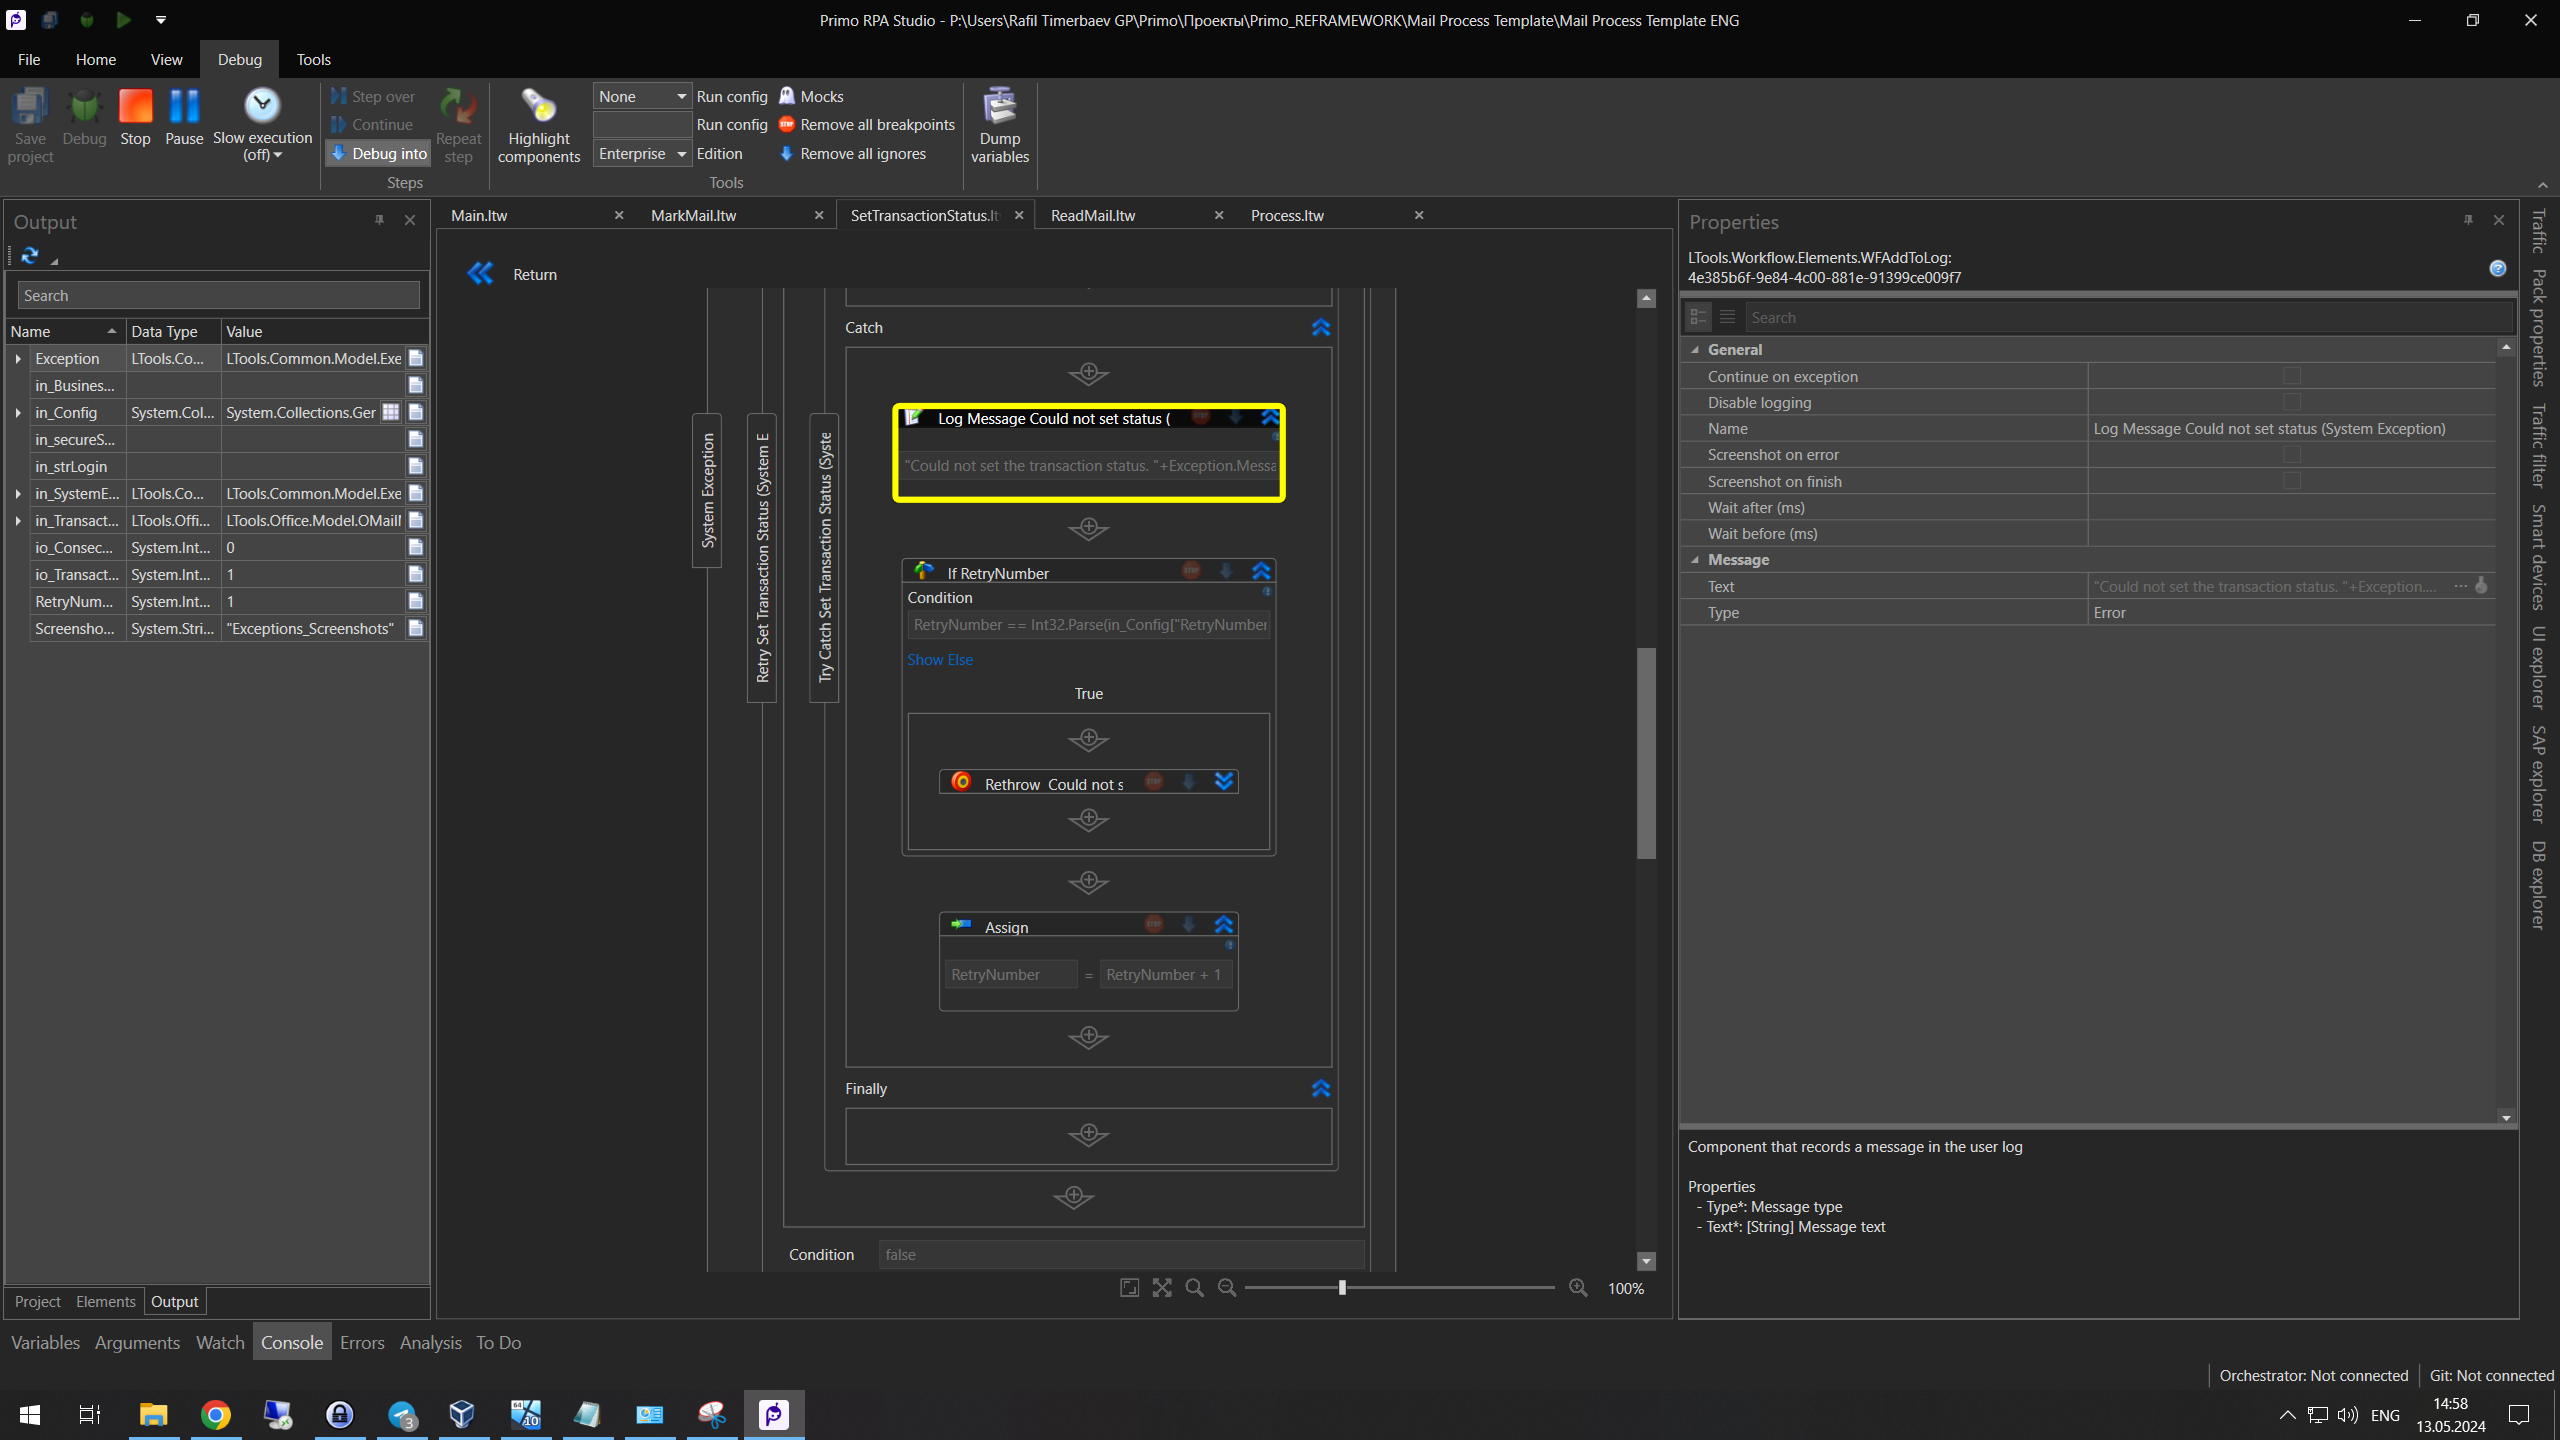 Primo RPA Studio - P:\Users\Rafil Timerbaev GP\Primo\Проекты\Primo_REFRAMEWORK\Mail Process Template\Mail Process Template ENG
File Home View Debug Tools
Save project
Debug
Stop
Pause
Slow execution (off)
Step over
Continue
Debug into
Repeat step
Steps
Highlight components
None Run config
Run config
Enterprise Edition
Mocks
Remove all breakpoints
Remove all ignores
Tools
Dump variables
Output
Search
Name Data Type Value
Exception LTools.Co... LTools.Common.Model.Exe
in_Busines...
in_Config System.Col... System.Collections.Ger
in_secureS...
in_strLogin
in_SystemE... LTools.Co... LTools.Common.Model.Exe
in_Transact... LTools.Offi... LTools.Office.Model.OMail
io_Consec... System.Int... 0
io_Transact... System.Int... 1
RetryNum... System.Int... 1
Screensho... System.Stri... "Exceptions_Screenshots"
Project Elements Output
Main.ltw MarkMail.ltw SetTransactionStatus.lt ReadMail.ltw Process.ltw
Return
System Exception
Retry Set Transaction Status (System E
Try Catch Set Transaction Status (Syste
Catch
Log Message Could not set status (
"Could not set the transaction status. "+Exception.Messa
If RetryNumber
Condition
RetryNumber == Int32.Parse(in_Config["RetryNumber
Show Else
True
Rethrow Could not s
Assign
RetryNumber = RetryNumber + 1
Finally
Condition false
100%
Properties
LTools.Workflow.Elements.WFAddToLog:
4e385b6f-9e84-4c00-881e-91399ce009f7
Search
General
Continue on exception
Disable logging
Name Log Message Could not set status (System Exception)
Screenshot on error
Screenshot on finish
Wait after (ms)
Wait before (ms)
Message
Text "Could not set the transaction status. "+Exception.... ...
Type Error
Component that records a message in the user log
Properties
- Type*: Message type
- Text*: [String] Message text
Traffic
Pack properties
Traffic filter
Smart devices
UI explorer
SAP explorer
DB explorer
Variables Arguments Watch Console Errors Analysis To Do
Orchestrator: Not connected Git: Not connected
3
64
10
ENG
14:58
13.05.2024